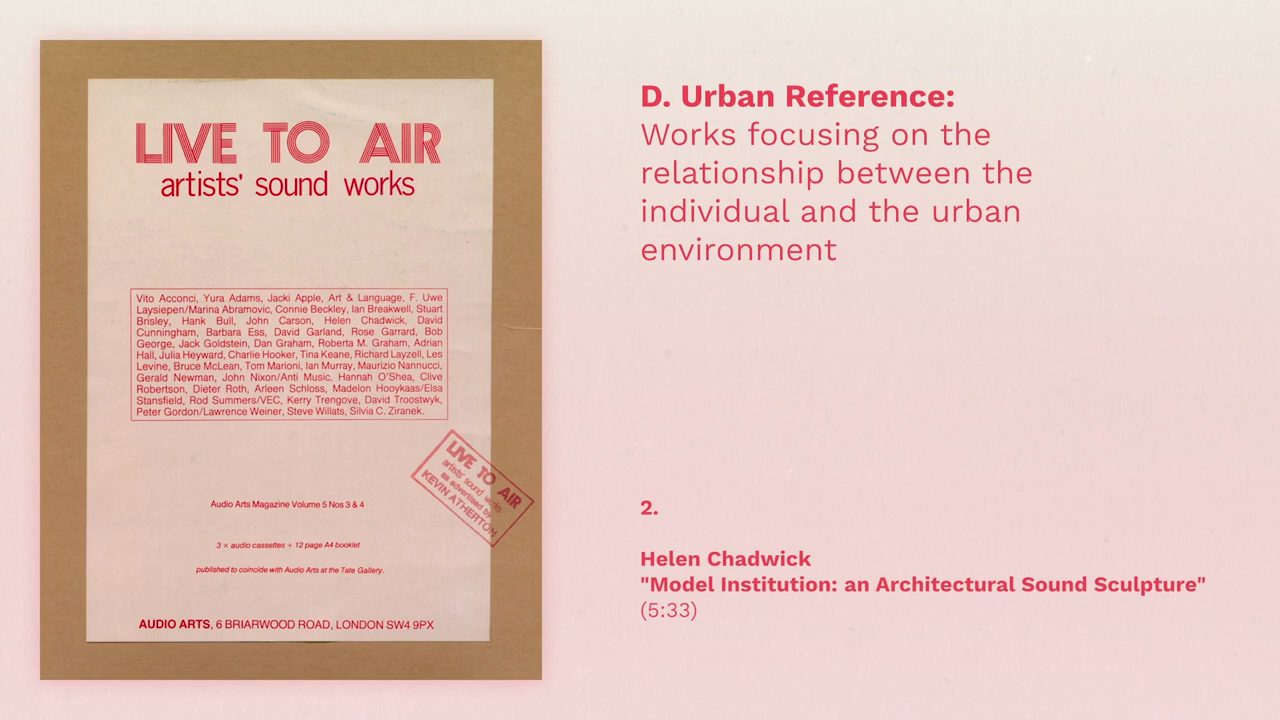 LIVE TO AIR
artists' sound works
Vito Acconci, Yura Adams, Jacki Apple, Art & Language, F. Uwe
Laysiepen/Marina Abramovic, Connie Beckley, Ian Breakwell, Stuart
Brisley, Hank Bull, John Carson, Helen Chadwick, David
Cunningham, Barbara Ess, David Garland, Rose Garrard, Bob
George, Jack Goldstein, Dan Graham, Roberta M. Graham, Adrian
Hall, Julia Heyward, Charlie Hooker, Tina Keane, Richard Layzell, Les
Levine, Bruce McLean, Tom Marioni, Ian Murray, Maurizio Nannucci,
Gerald Newman, John Nixon/Anti Music, Hannah O'Shea, Clive
Robertson, Dieter Roth, Arleen Schloss, Madelon Hooykaas/Elsa
Stansfield, Rod Summers/VEC, Kerry Trengove, David Troostwyk,
Peter Gordon/Lawrence Weiner, Steve Willats, Silvia C. Ziranek.
LIVE TO AIR
artists' sound works
as advertised by
KEVIN ATHERTON
Audio Arts Magazine Volume 5 Nos 3 & 4
3 × audio cassettes + 12 page A4 booklet
published to coincide with Audio Arts at the Tate Gallery.
AUDIO ARTS, 6 BRIARWOOD ROAD, LONDON SW4 9PX
D. Urban Reference:
Works focusing on the
relationship between the
individual and the urban
environment
2.
Helen Chadwick
"Model Institution: an Architectural Sound Sculpture"
(5:33)